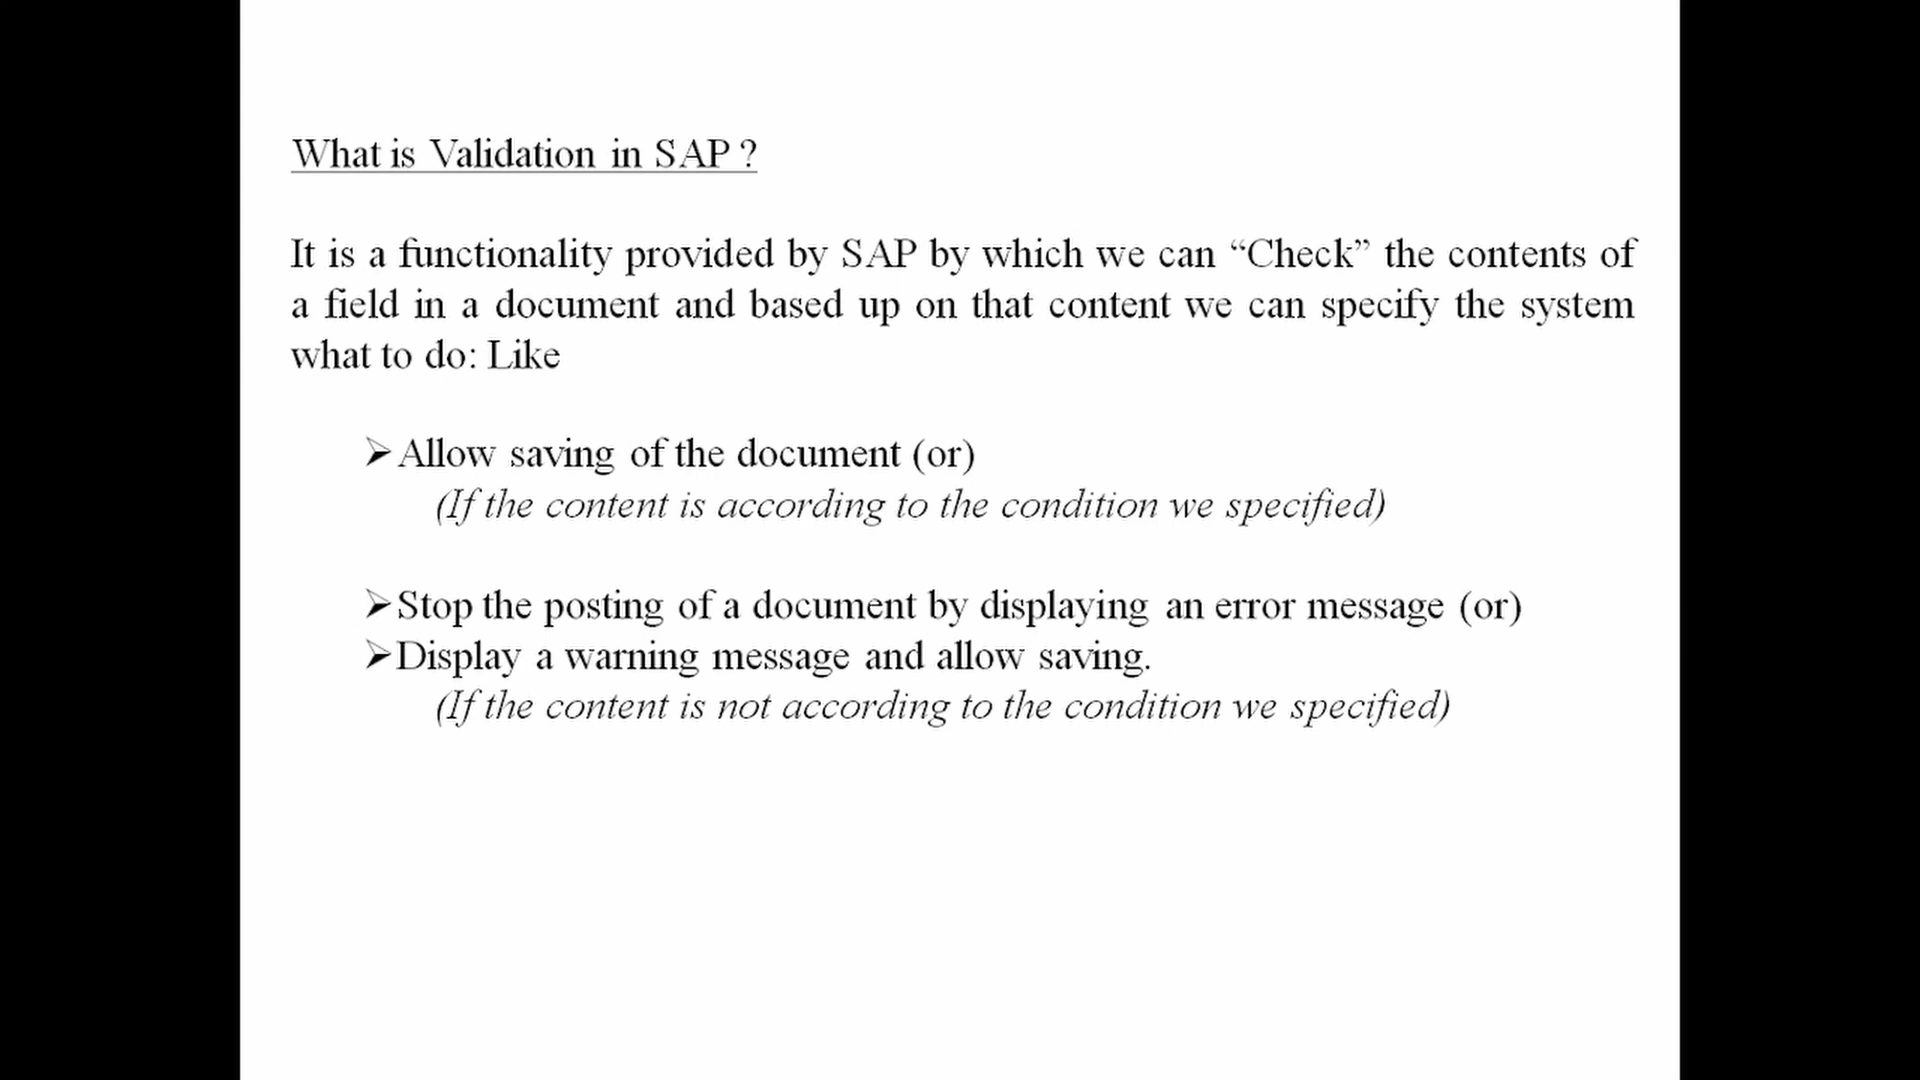 What is Validation in SAP ?
It is a functionality provided by SAP by which we can “Check” the contents of
a field in a document and based up on that content we can specify the system
what to do: Like
➢Allow saving of the document (or)
(If the content is according to the condition we specified)
➢Stop the posting of a document by displaying an error message (or)
➢Display a warning message and allow saving.
(If the content is not according to the condition we specified)